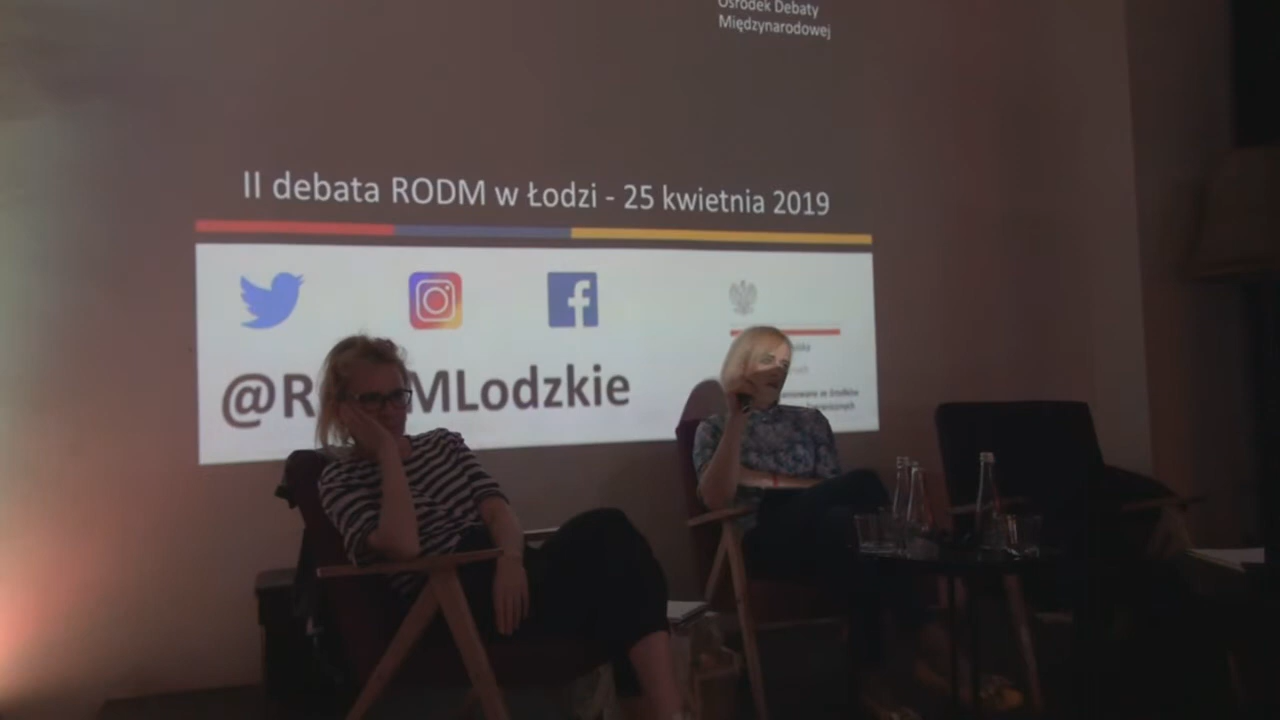 Ośrodek Debaty
Międzynarodowej
II debata RODM w Łodzi - 25 kwietnia 2019
@R MLodzkie